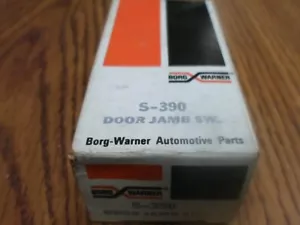 BORG WARNER
S-390
DOOR JAMB SW.
Borg-Warner Automotive Parts
BORG WARNER
S-390